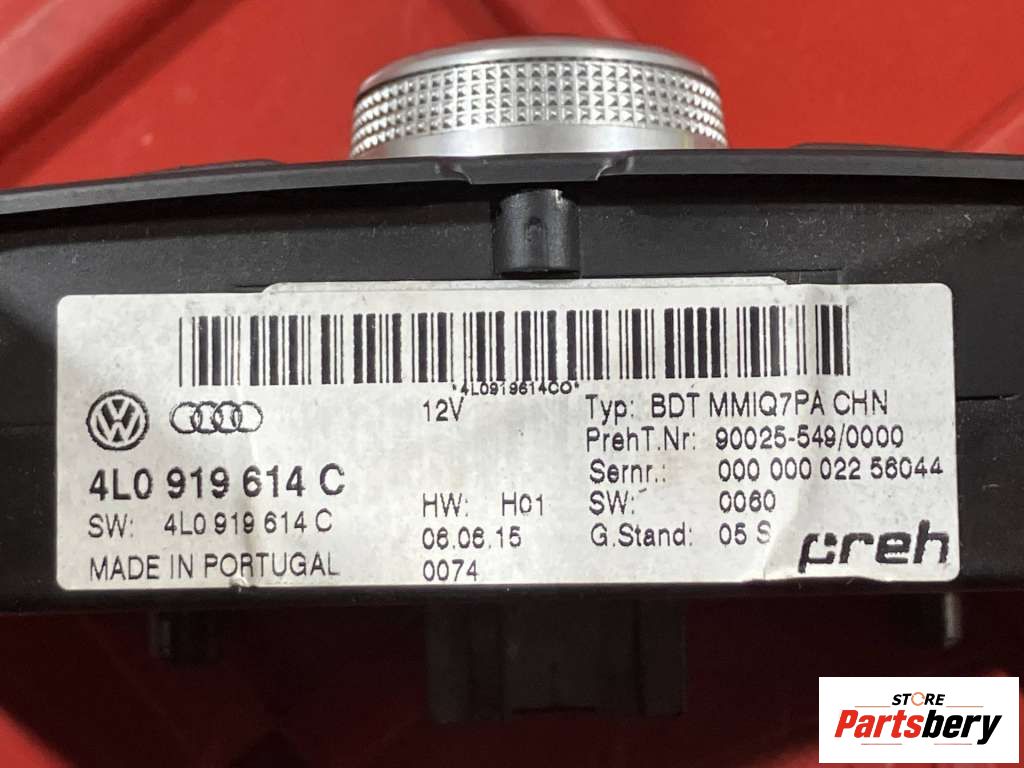 *4L0919614C0*
12V
Typ: BDT MMIQ7PA CHN
PrehT.Nr: 90025-549/0000
4L0 919 614 C
Sernr.: 000 000 022 56044
HW: H01
SW: 0060
SW: 4L0 919 614 C
06.06.15
G.Stand: 05 S
preh
MADE IN PORTUGAL
0074
STORE
Partsbery